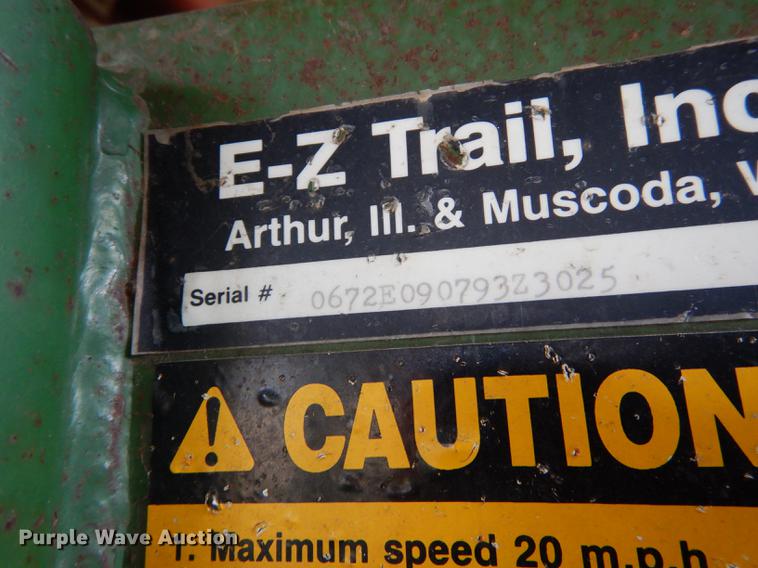 E-Z Trail, Inc
Arthur, Ill. & Muscoda, W
Serial # 0672E090793Z3025
CAUTION
1. Maximum speed 20 m.p.h
Purple Wave Auction